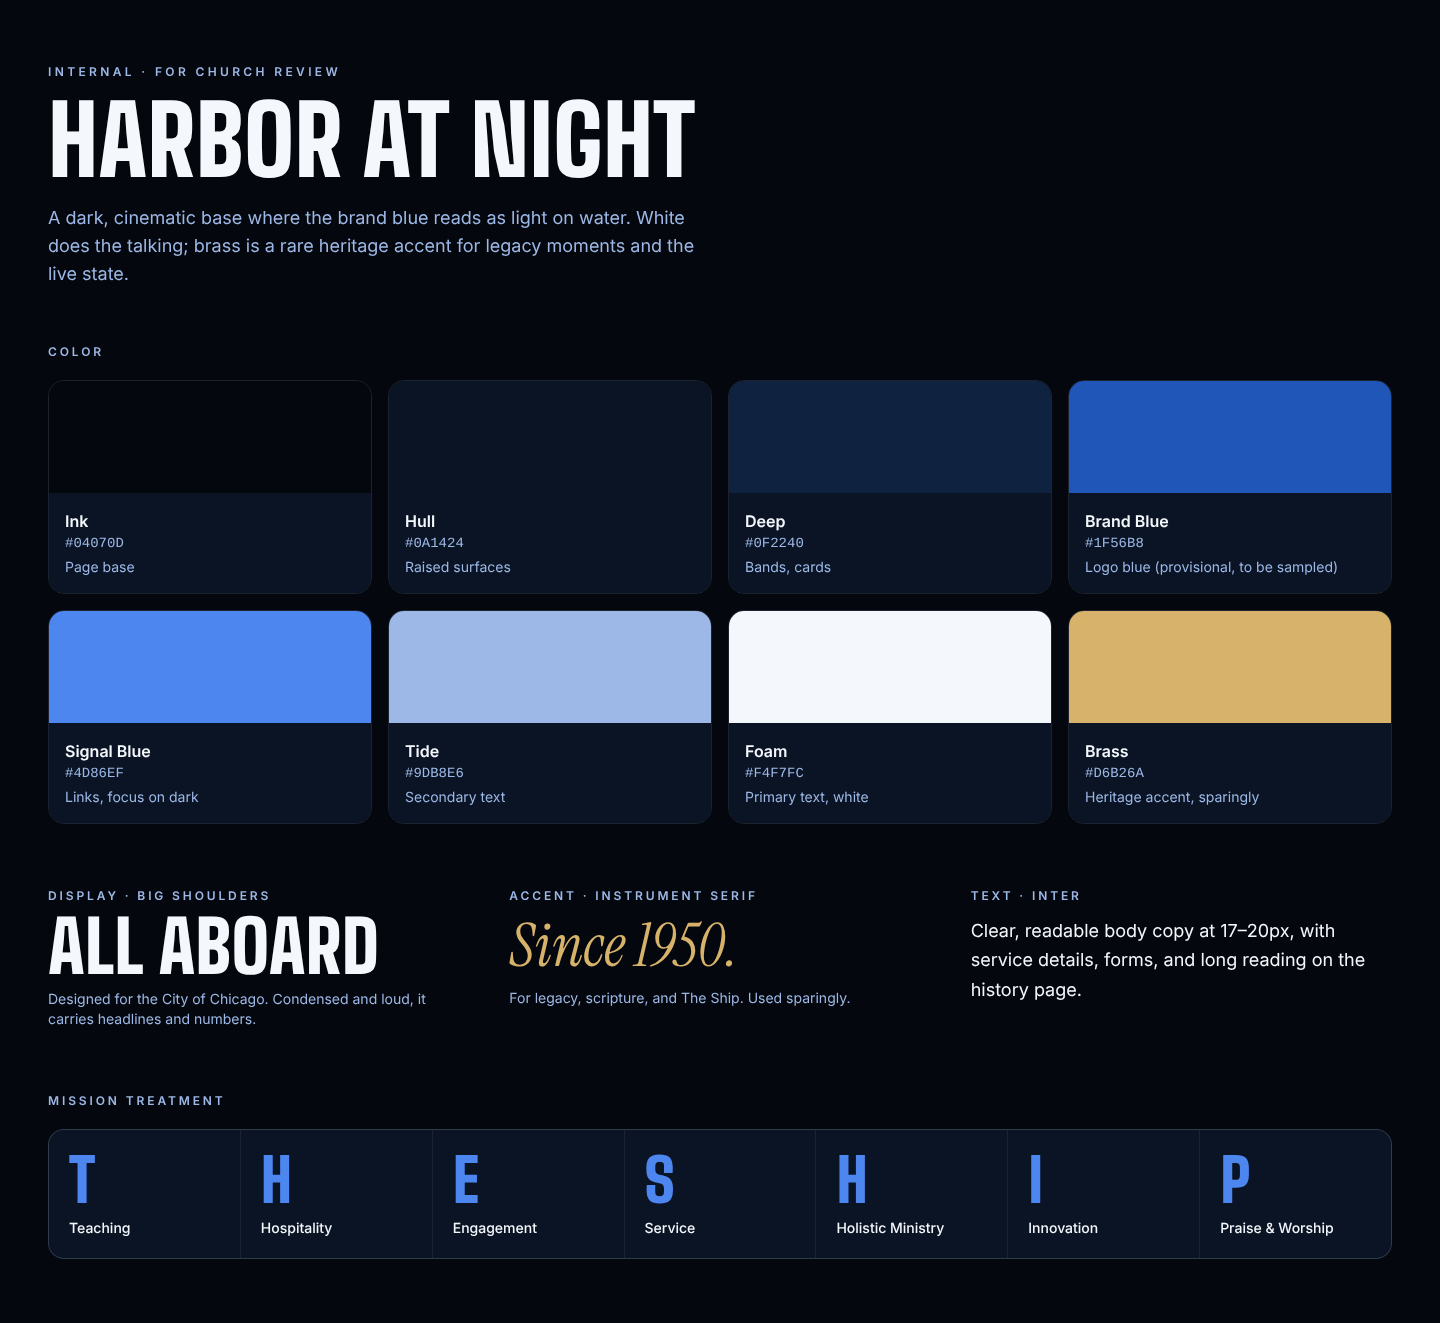 INTERNAL · FOR CHURCH REVIEW
HARBOR AT NIGHT
A dark, cinematic base where the brand blue reads as light on water. White
does the talking; brass is a rare heritage accent for legacy moments and the
live state.
COLOR
Ink
#04070D
Page base
Hull
#0A1424
Raised surfaces
Deep
#0F2240
Bands, cards
Brand Blue
#1F56B8
Logo blue (provisional, to be sampled)
Signal Blue
#4D86EF
Links, focus on dark
Tide
#9DB8E6
Secondary text
Foam
#F4F7FC
Primary text, white
Brass
#D6B26A
Heritage accent, sparingly
DISPLAY · BIG SHOULDERS
ALL ABOARD
Designed for the City of Chicago. Condensed and loud, it
carries headlines and numbers.
ACCENT · INSTRUMENT SERIF
Since 1950.
For legacy, scripture, and The Ship. Used sparingly.
TEXT · INTER
Clear, readable body copy at 17–20px, with
service details, forms, and long reading on the
history page.
MISSION TREATMENT
T
Teaching
H
Hospitality
E
Engagement
S
Service
H
Holistic Ministry
I
Innovation
P
Praise & Worship